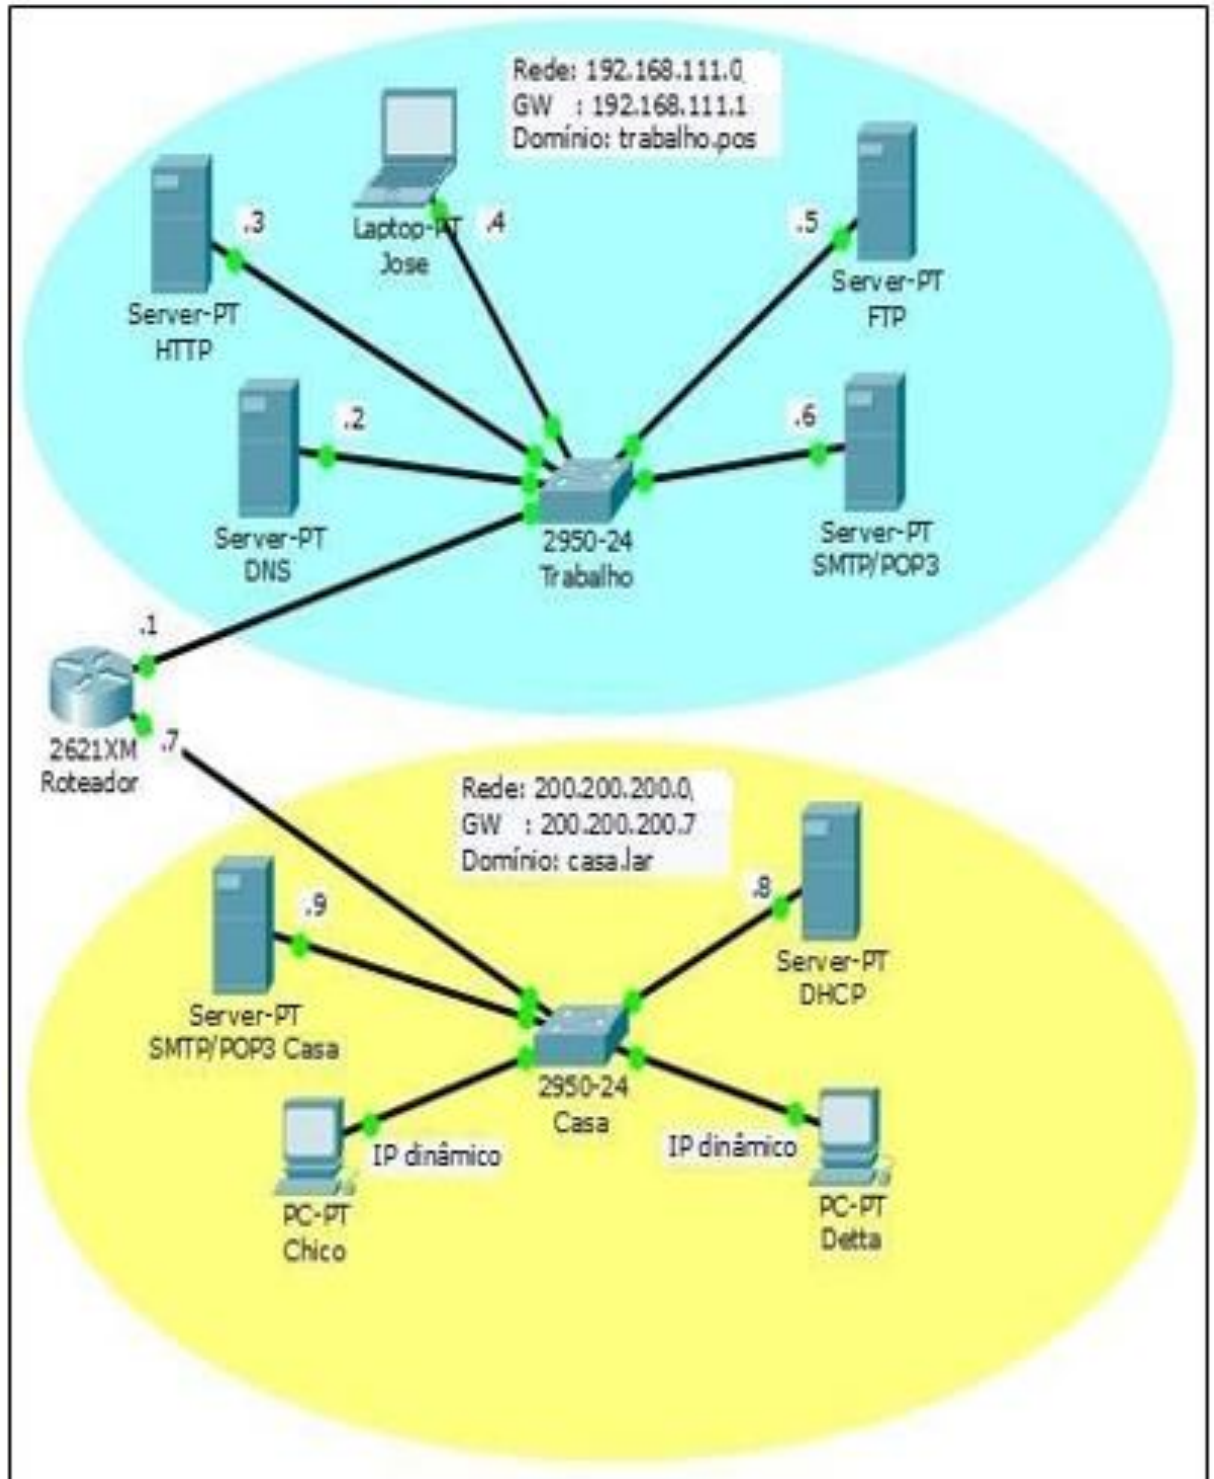 Rede: 192.168.111.0
GW : 192.168.111.1
Domínio: trabalho.pos
.3
Laptop-PT
Jose
.4
.5
Server-PT
HTTP
Server-PT
FTP
.2
.6
Server-PT
DNS
2950-24
Trabalho
Server-PT
SMTP/POP3
.1
.7
2621XM
Roteador
Rede: 200.200.200.0
GW : 200.200.200.7
Domínio: casa.lar
.9
.8
Server-PT
SMTP/POP3 Casa
Server-PT
DHCP
2950-24
Casa
IP dinâmico
IP dinâmico
PC-PT
Chico
PC-PT
Detta